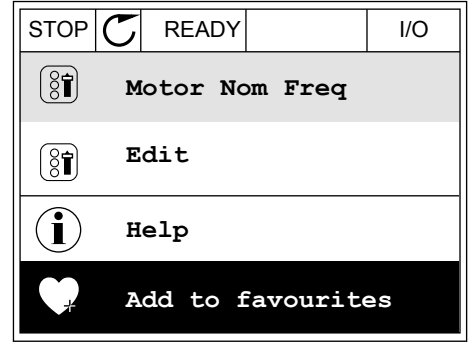 STOP READY I/O
Motor Nom Freq
Edit
Help
Add to favourites